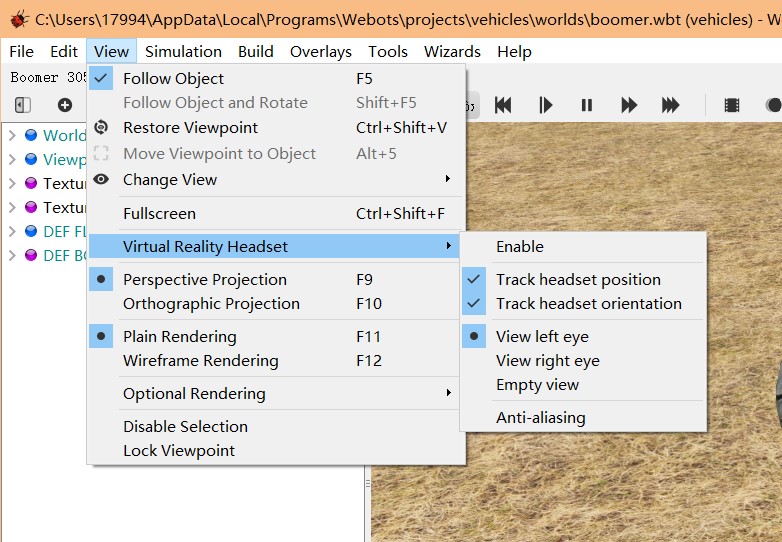 C:\Users\17994\AppData\Local\Programs\Webots\projects\vehicles\worlds\boomer.wbt (vehicles) - W
File Edit View Simulation Build Overlays Tools Wizards Help
Boomer 305
Follow Object F5
Follow Object and Rotate Shift+F5
Restore Viewpoint Ctrl+Shift+V
Move Viewpoint to Object Alt+5
Change View
Fullscreen Ctrl+Shift+F
Virtual Reality Headset
Perspective Projection F9
Orthographic Projection F10
Plain Rendering F11
Wireframe Rendering F12
Optional Rendering
Disable Selection
Lock Viewpoint
Enable
Track headset position
Track headset orientation
View left eye
View right eye
Empty view
Anti-aliasing
World
Viewp
Textur
Textur
DEF FL
DEF BO